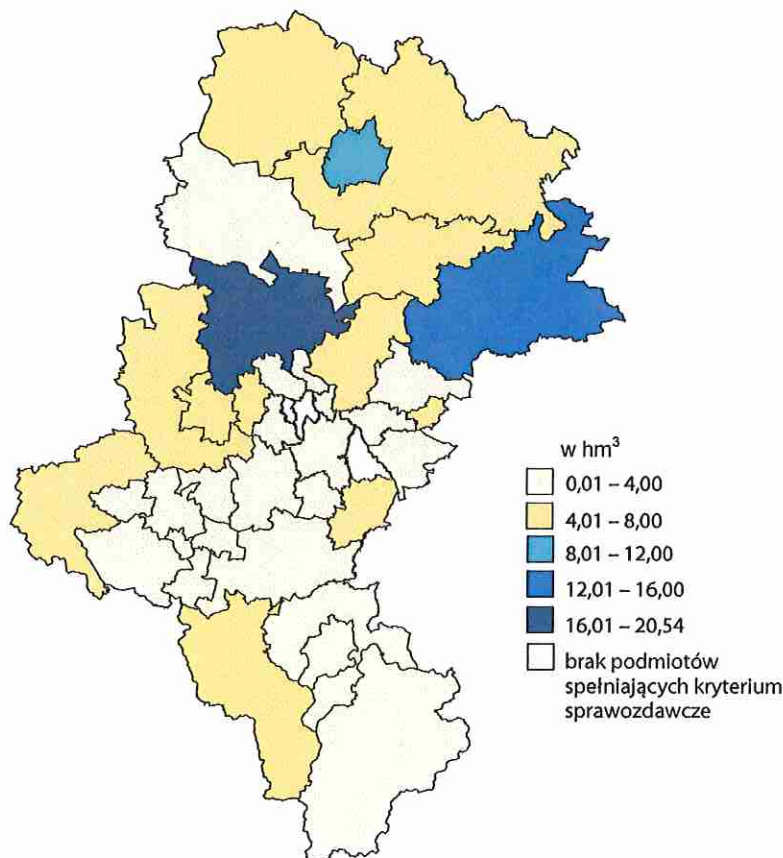 w hm³
0,01 – 4,00
4,01 – 8,00
8,01 – 12,00
12,01 – 16,00
16,01 – 20,54
brak podmiotów
spełniających kryterium
sprawozdawcze